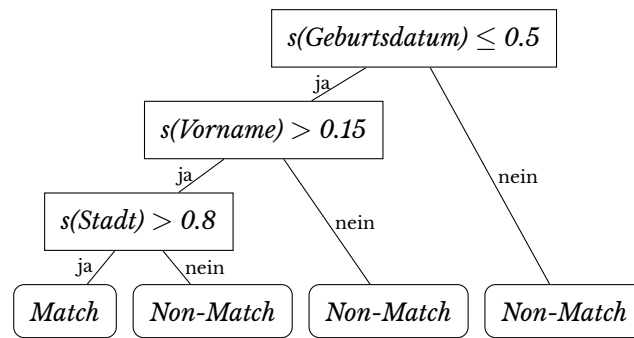 s(Geburtsdatum) ≤ 0.5
ja
s(Vorname) > 0.15
ja
nein
s(Stadt) > 0.8
nein
ja
nein
Match
Non-Match
Non-Match
Non-Match